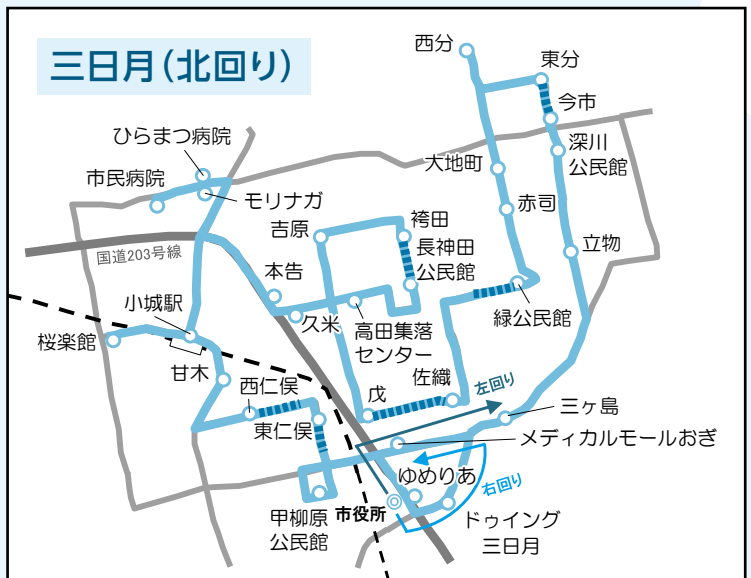 三日月(北回り)
西分
東分
今市
深川
公民館
ひらまつ病院
市民病院
モリナガ
大地町
赤司
袴田
吉原
長神田
公民館
立物
国道203号線
本告
小城駅
久米
高田集落
センター
緑公民館
桜楽館
甘木
西仁俣
戊
佐織
左回り
三ヶ島
東仁俣
メディカルモールおぎ
ゆめりあ
右回り
甲柳原
公民館
市役所
ドゥイング
三日月